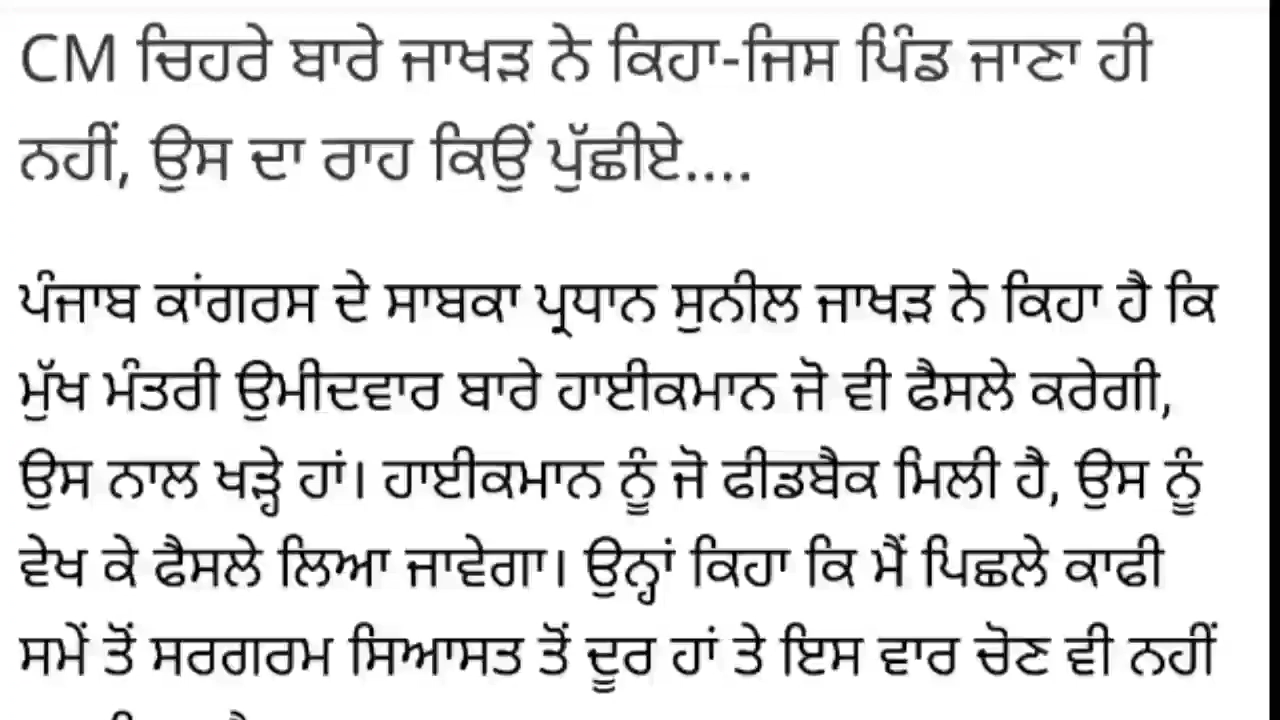 CM ਚਿਹਰੇ ਬਾਰੇ ਜਾਖੜ ਨੇ ਕਿਹਾ-ਜਿਸ ਪਿੰਡ ਜਾਣਾ ਹੀ
ਨਹੀਂ, ਉਸ ਦਾ ਰਾਹ ਕਿਉਂ ਪੁੱਛੀਏ....
ਪੰਜਾਬ ਕਾਂਗਰਸ ਦੇ ਸਾਬਕਾ ਪ੍ਰਧਾਨ ਸੁਨੀਲ ਜਾਖੜ ਨੇ ਕਿਹਾ ਹੈ ਕਿ
ਮੁੱਖ ਮੰਤਰੀ ਉਮੀਦਵਾਰ ਬਾਰੇ ਹਾਈਕਮਾਨ ਜੋ ਵੀ ਫੈਸਲੇ ਕਰੇਗੀ,
ਉਸ ਨਾਲ ਖੜ੍ਹੇ ਹਾਂ। ਹਾਈਕਮਾਨ ਨੂੰ ਜੋ ਫੀਡਬੈਕ ਮਿਲੀ ਹੈ, ਉਸ ਨੂੰ
ਵੇਖ ਕੇ ਫੈਸਲੇ ਲਿਆ ਜਾਵੇਗਾ। ਉਨ੍ਹਾਂ ਕਿਹਾ ਕਿ ਮੈਂ ਪਿਛਲੇ ਕਾਫੀ
ਸਮੇਂ ਤੋਂ ਸਰਗਰਮ ਸਿਆਸਤ ਤੋਂ ਦੂਰ ਹਾਂ ਤੇ ਇਸ ਵਾਰ ਚੋਣ ਵੀ ਨਹੀਂ